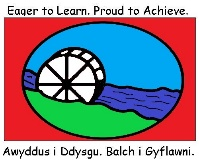 Eager to Learn. Proud to Achieve.
Awyddus i Ddysgu. Balch i Gyflawni.